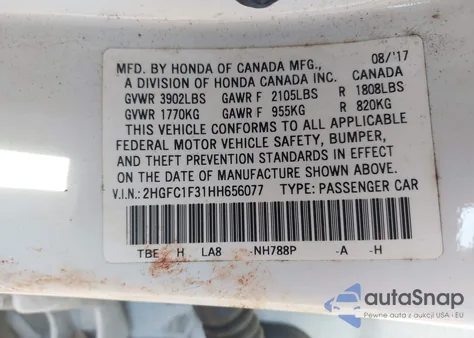 MFD. BY HONDA OF CANADA MFG., 08/'17
A DIVISION OF HONDA CANADA INC. CANADA
GVWR 3902LBS GAWR F 2105LBS R 1808LBS
GVWR 1770KG GAWR F 955KG R 820KG
THIS VEHICLE CONFORMS TO ALL APPLICABLE
FEDERAL MOTOR VEHICLE SAFETY, BUMPER,
AND THEFT PREVENTION STANDARDS IN EFFECT
ON THE DATE OF MANUFACTURE SHOWN ABOVE.
V.I.N.: 2HGFC1F31HH656077 TYPE: PASSENGER CAR
TBE H LA8 -NH788P -A -H
autoSnap
Pewne auta z aukcji USA - EU